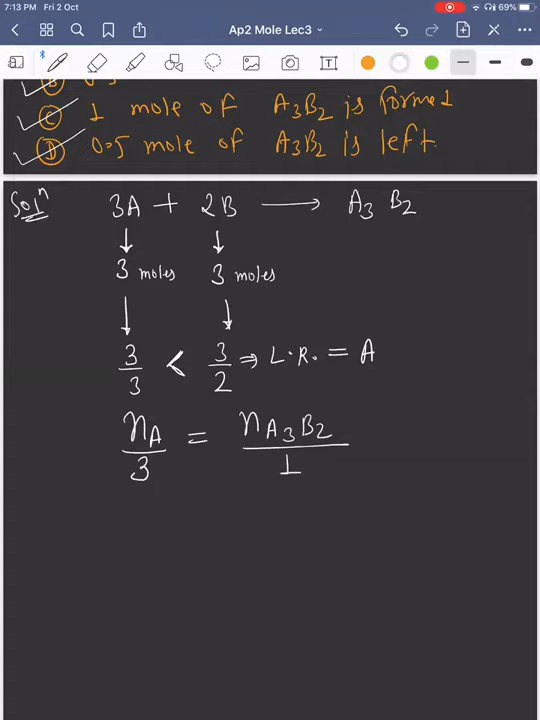 7:13 PM Fri 2 Oct 69%
Ap2 Mole Lec3
C 1 mole of A3B2 is formed
D 0.5 mole of A3B2 is left.
Solⁿ 3A + 2B → A3 B2
↓ ↓
3 moles 3 moles
↓ ↓
3/3 < 3/2 ⇒ L.R. = A
nA/3 = nA3B2/1